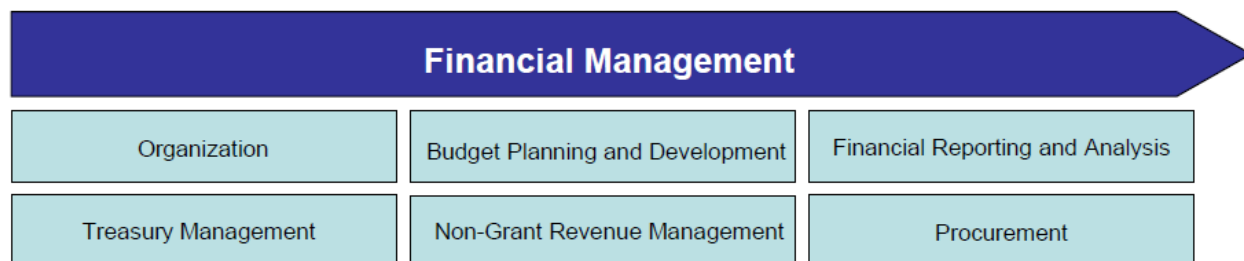 Financial Management
Organization
Budget Planning and Development
Financial Reporting and Analysis
Treasury Management
Non-Grant Revenue Management
Procurement